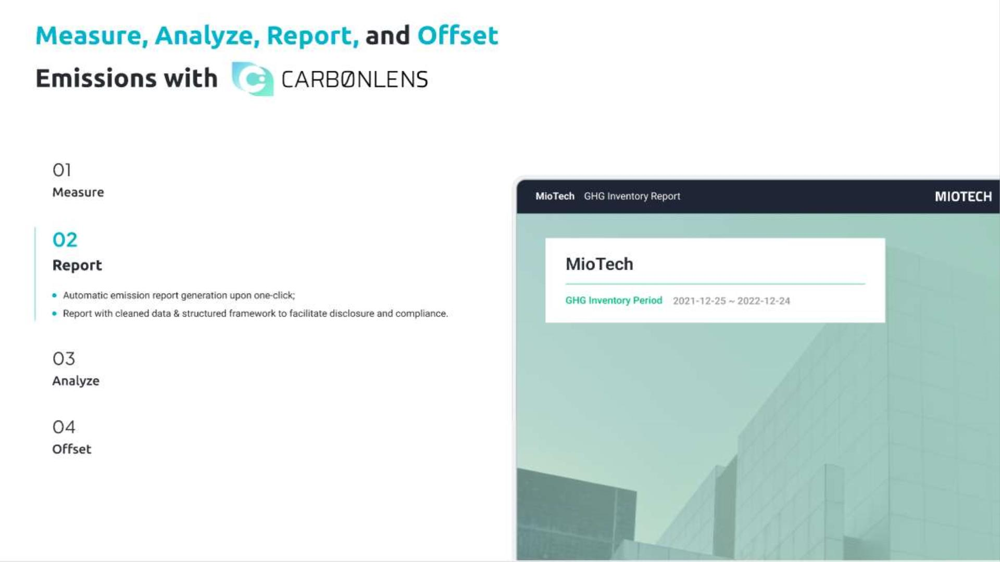 Measure, Analyze, Report, and Offset
Emissions with CARBØNLENS
01
Measure
02
Report
Automatic emission report generation upon one-click;
Report with cleaned data & structured framework to facilitate disclosure and compliance.
03
Analyze
04
Offset
MioTech GHG Inventory Report MIOTECH
MioTech
GHG Inventory Period 2021-12-25 ~ 2022-12-24